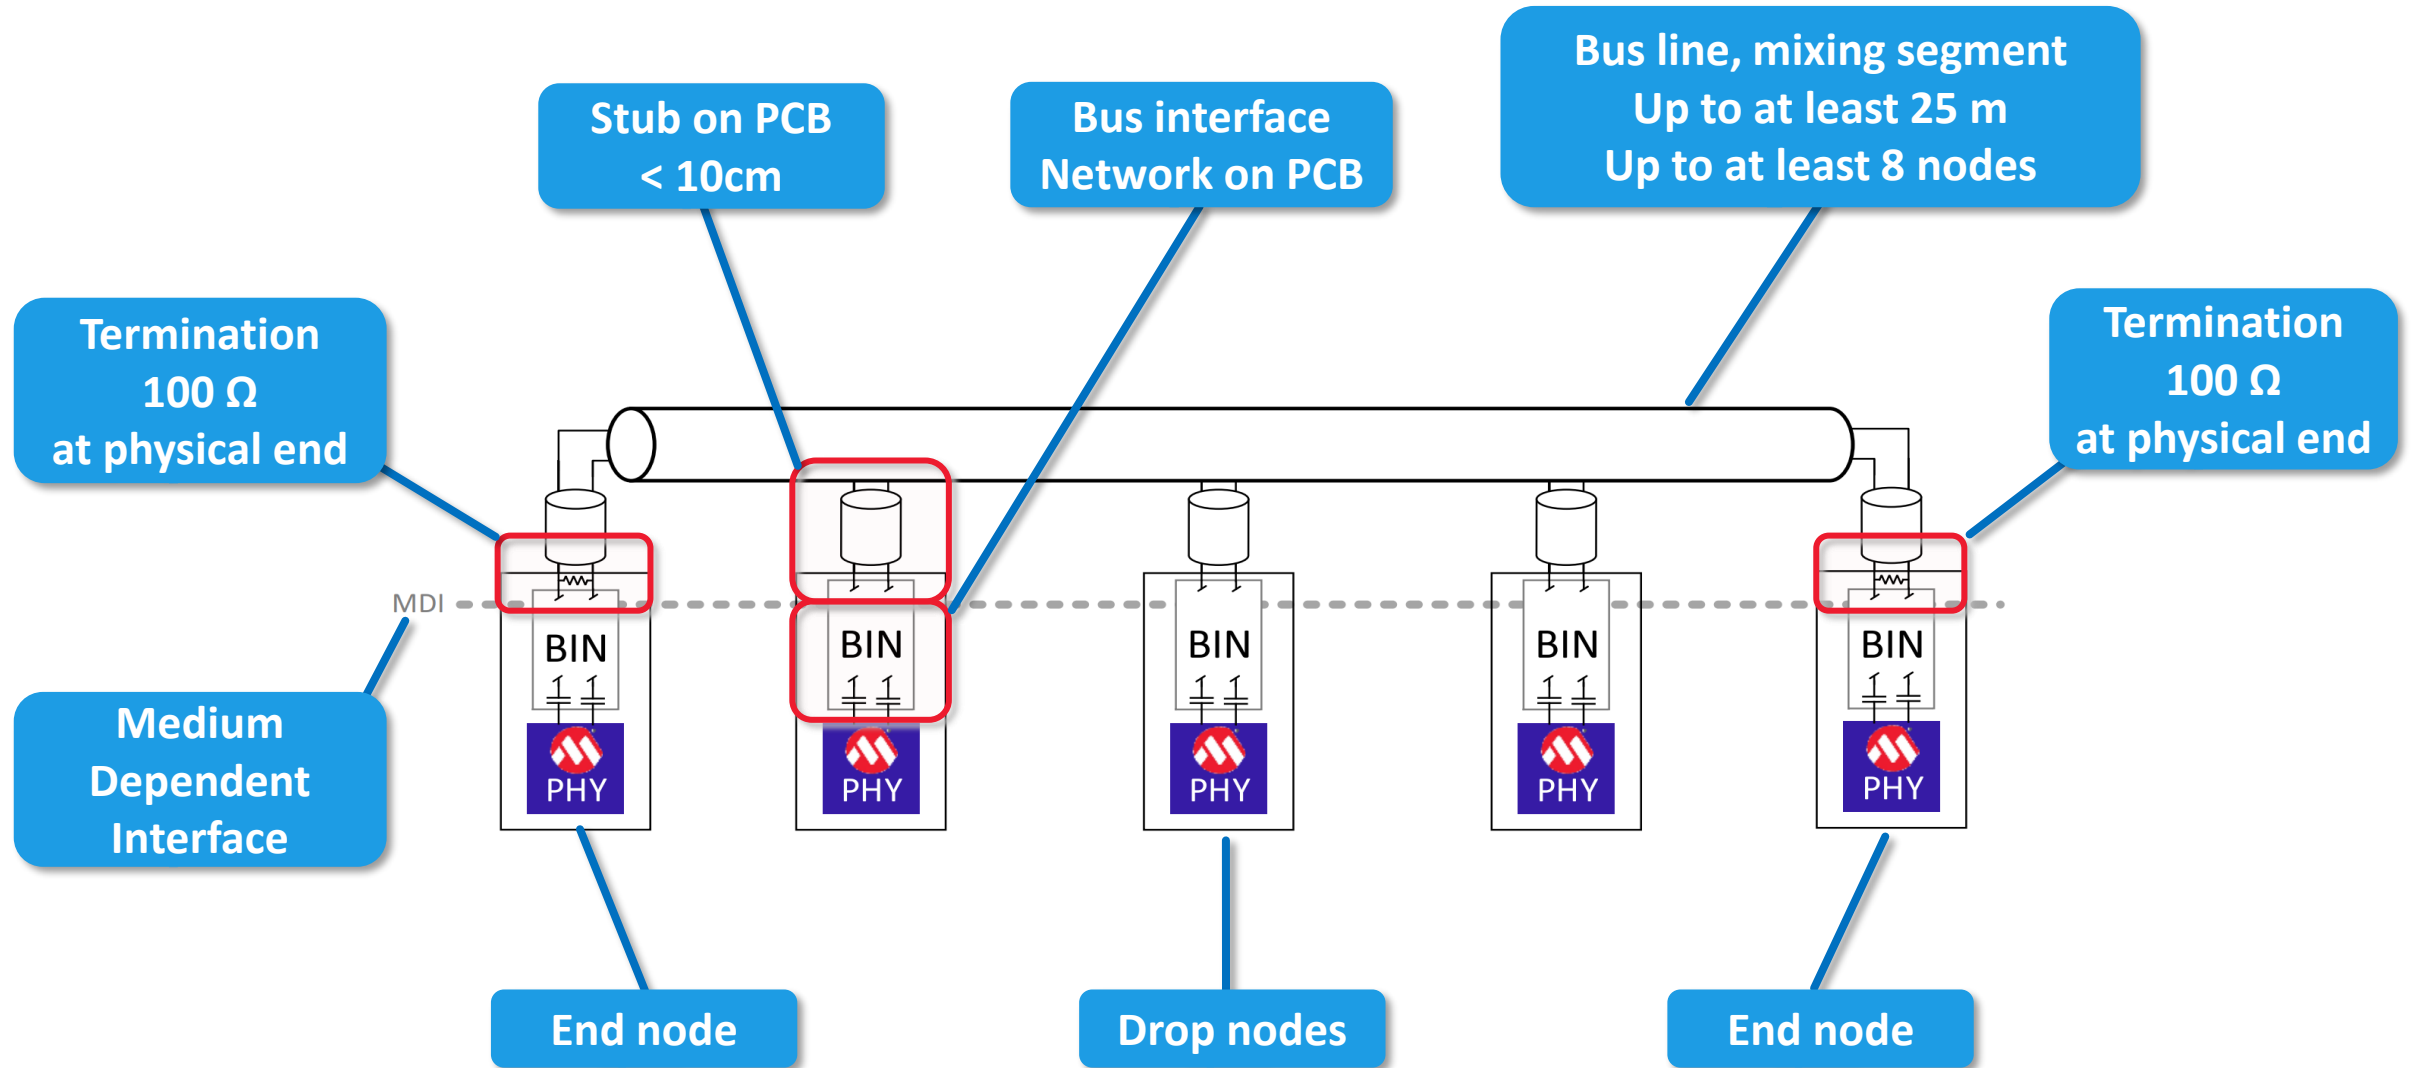 Bus line, mixing segment
Up to at least 25 m
Up to at least 8 nodes
Stub on PCB
< 10cm
Bus interface
Network on PCB
Termination
100 Ω
at physical end
Termination
100 Ω
at physical end
MDI
BIN
BIN
BIN
BIN
BIN
PHY
PHY
PHY
PHY
PHY
Medium
Dependent
Interface
End node
Drop nodes
End node